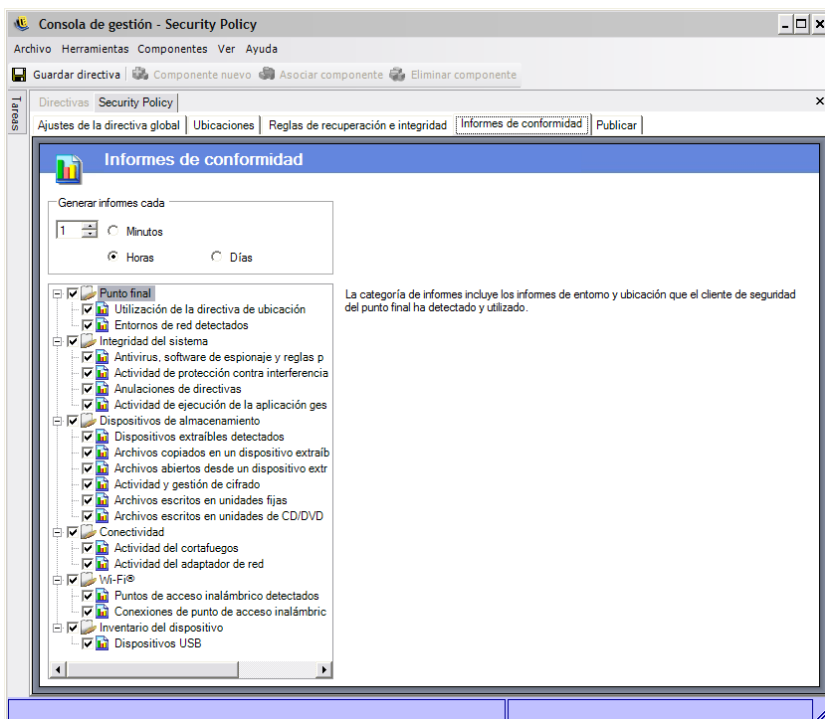 Consola de gestión - Security Policy
Archivo Herramientas Componentes Ver Ayuda
Guardar directiva Componente nuevo Asociar componente Eliminar componente
Tareas
Directivas Security Policy
Ajustes de la directiva global Ubicaciones Reglas de recuperación e integridad Informes de conformidad Publicar
Informes de conformidad
Generar informes cada
1 Minutos
Horas Días
Punto final
Utilización de la directiva de ubicación
Entornos de red detectados
Integridad del sistema
Antivirus, software de espionaje y reglas p
Actividad de protección contra interferencia
Anulaciones de directivas
Actividad de ejecución de la aplicación ges
Dispositivos de almacenamiento
Dispositivos extraíbles detectados
Archivos copiados en un dispositivo extraíb
Archivos abiertos desde un dispositivo extr
Actividad y gestión de cifrado
Archivos escritos en unidades fijas
Archivos escritos en unidades de CD/DVD
Conectividad
Actividad del cortafuegos
Actividad del adaptador de red
Wi-Fi®
Puntos de acceso inalámbrico detectados
Conexiones de punto de acceso inalámbric
Inventario del dispositivo
Dispositivos USB
La categoría de informes incluye los informes de entorno y ubicación que el cliente de seguridad
del punto final ha detectado y utilizado.